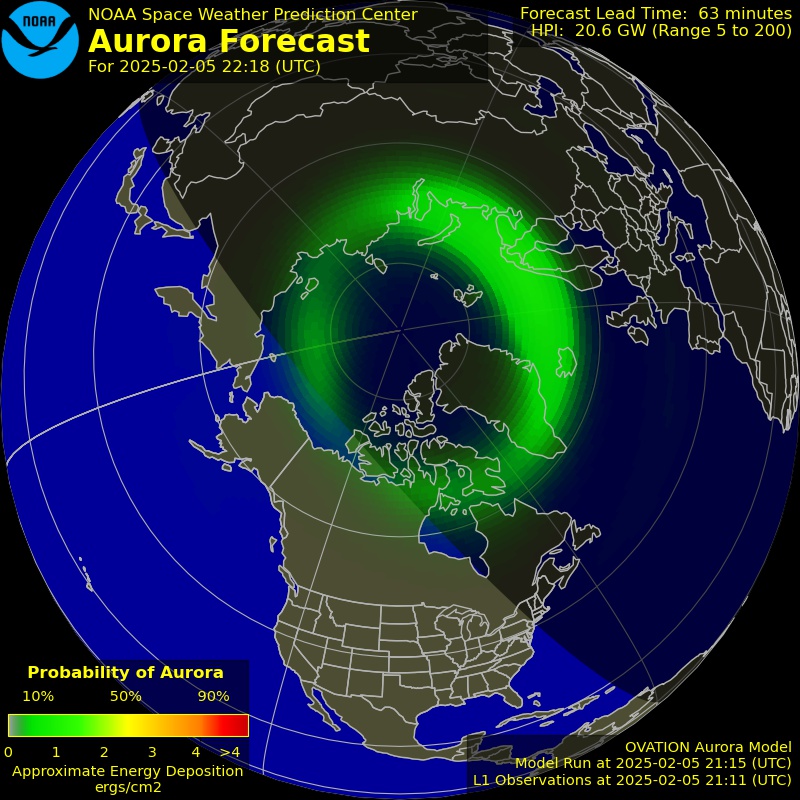 NOAA
NOAA Space Weather Prediction Center
Aurora Forecast
For 2025-02-05 22:18 (UTC)
Forecast Lead Time:  63 minutes
HPI:  20.6 GW (Range 5 to 200)
Probability of Aurora
10% 50% 90%
0 1 2 3 4 >4
Approximate Energy Deposition
ergs/cm2
OVATION Aurora Model
Model Run at 2025-02-05 21:15 (UTC)
L1 Observations at 2025-02-05 21:11 (UTC)